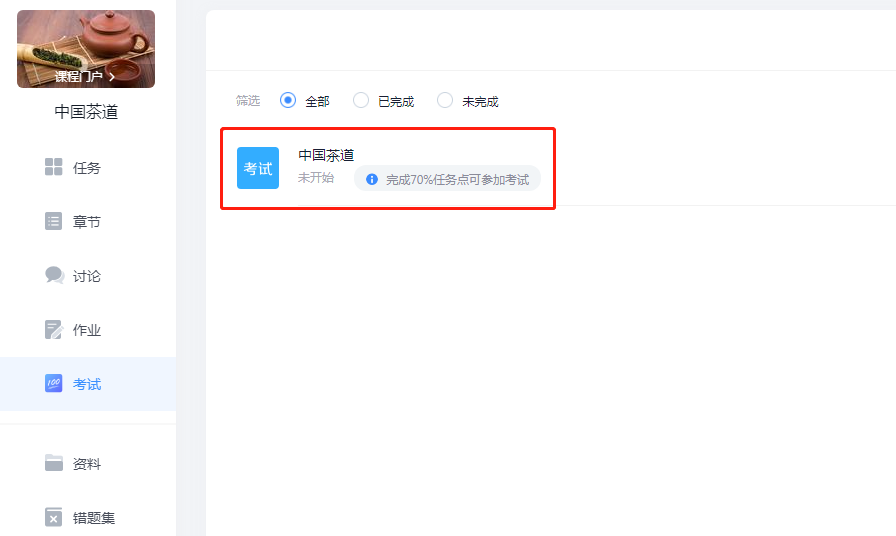 课程门户
中国茶道
任务
章节
讨论
作业
100
考试
资料
错题集
筛选 全部 已完成 未完成
考试
中国茶道
未开始 完成70%任务点可参加考试